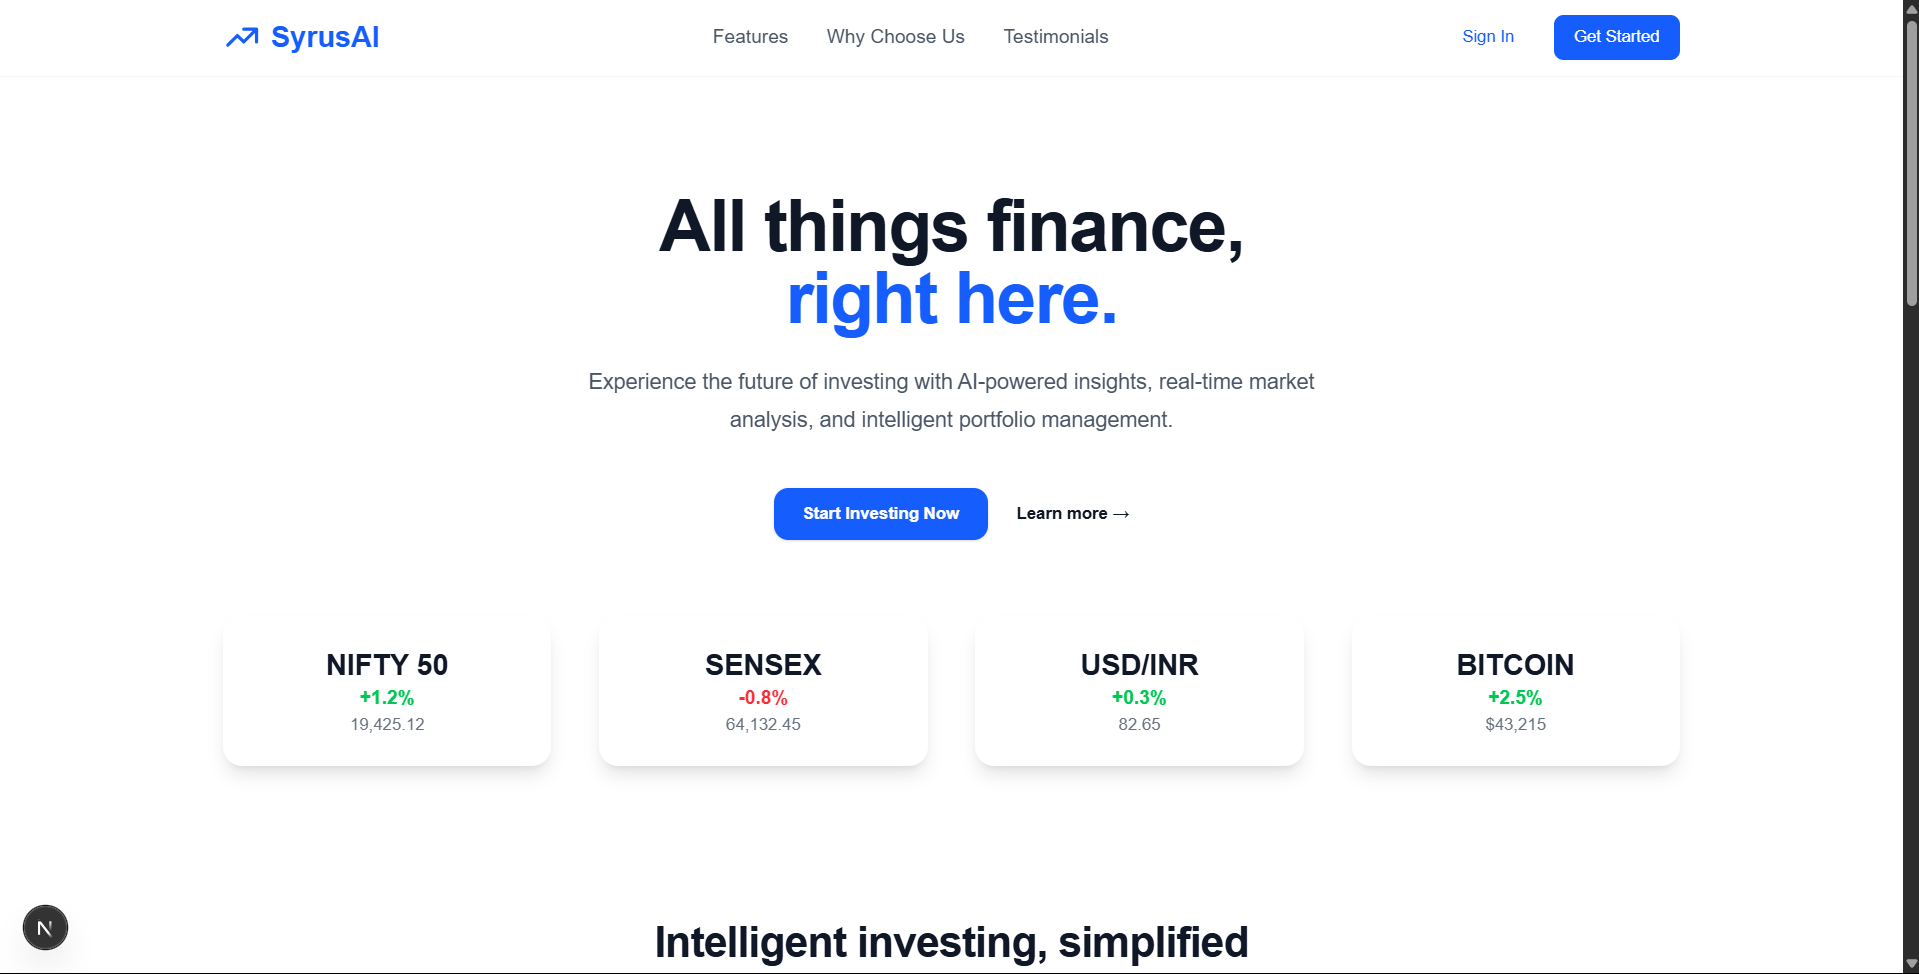 SyrusAI
Features
Why Choose Us
Testimonials
Sign In
Get Started
All things finance,
right here.
Experience the future of investing with AI-powered insights, real-time market
analysis, and intelligent portfolio management.
Start Investing Now
Learn more →
NIFTY 50
+1.2%
19,425.12
SENSEX
-0.8%
64,132.45
USD/INR
+0.3%
82.65
BITCOIN
+2.5%
$43,215
N
Intelligent investing, simplified